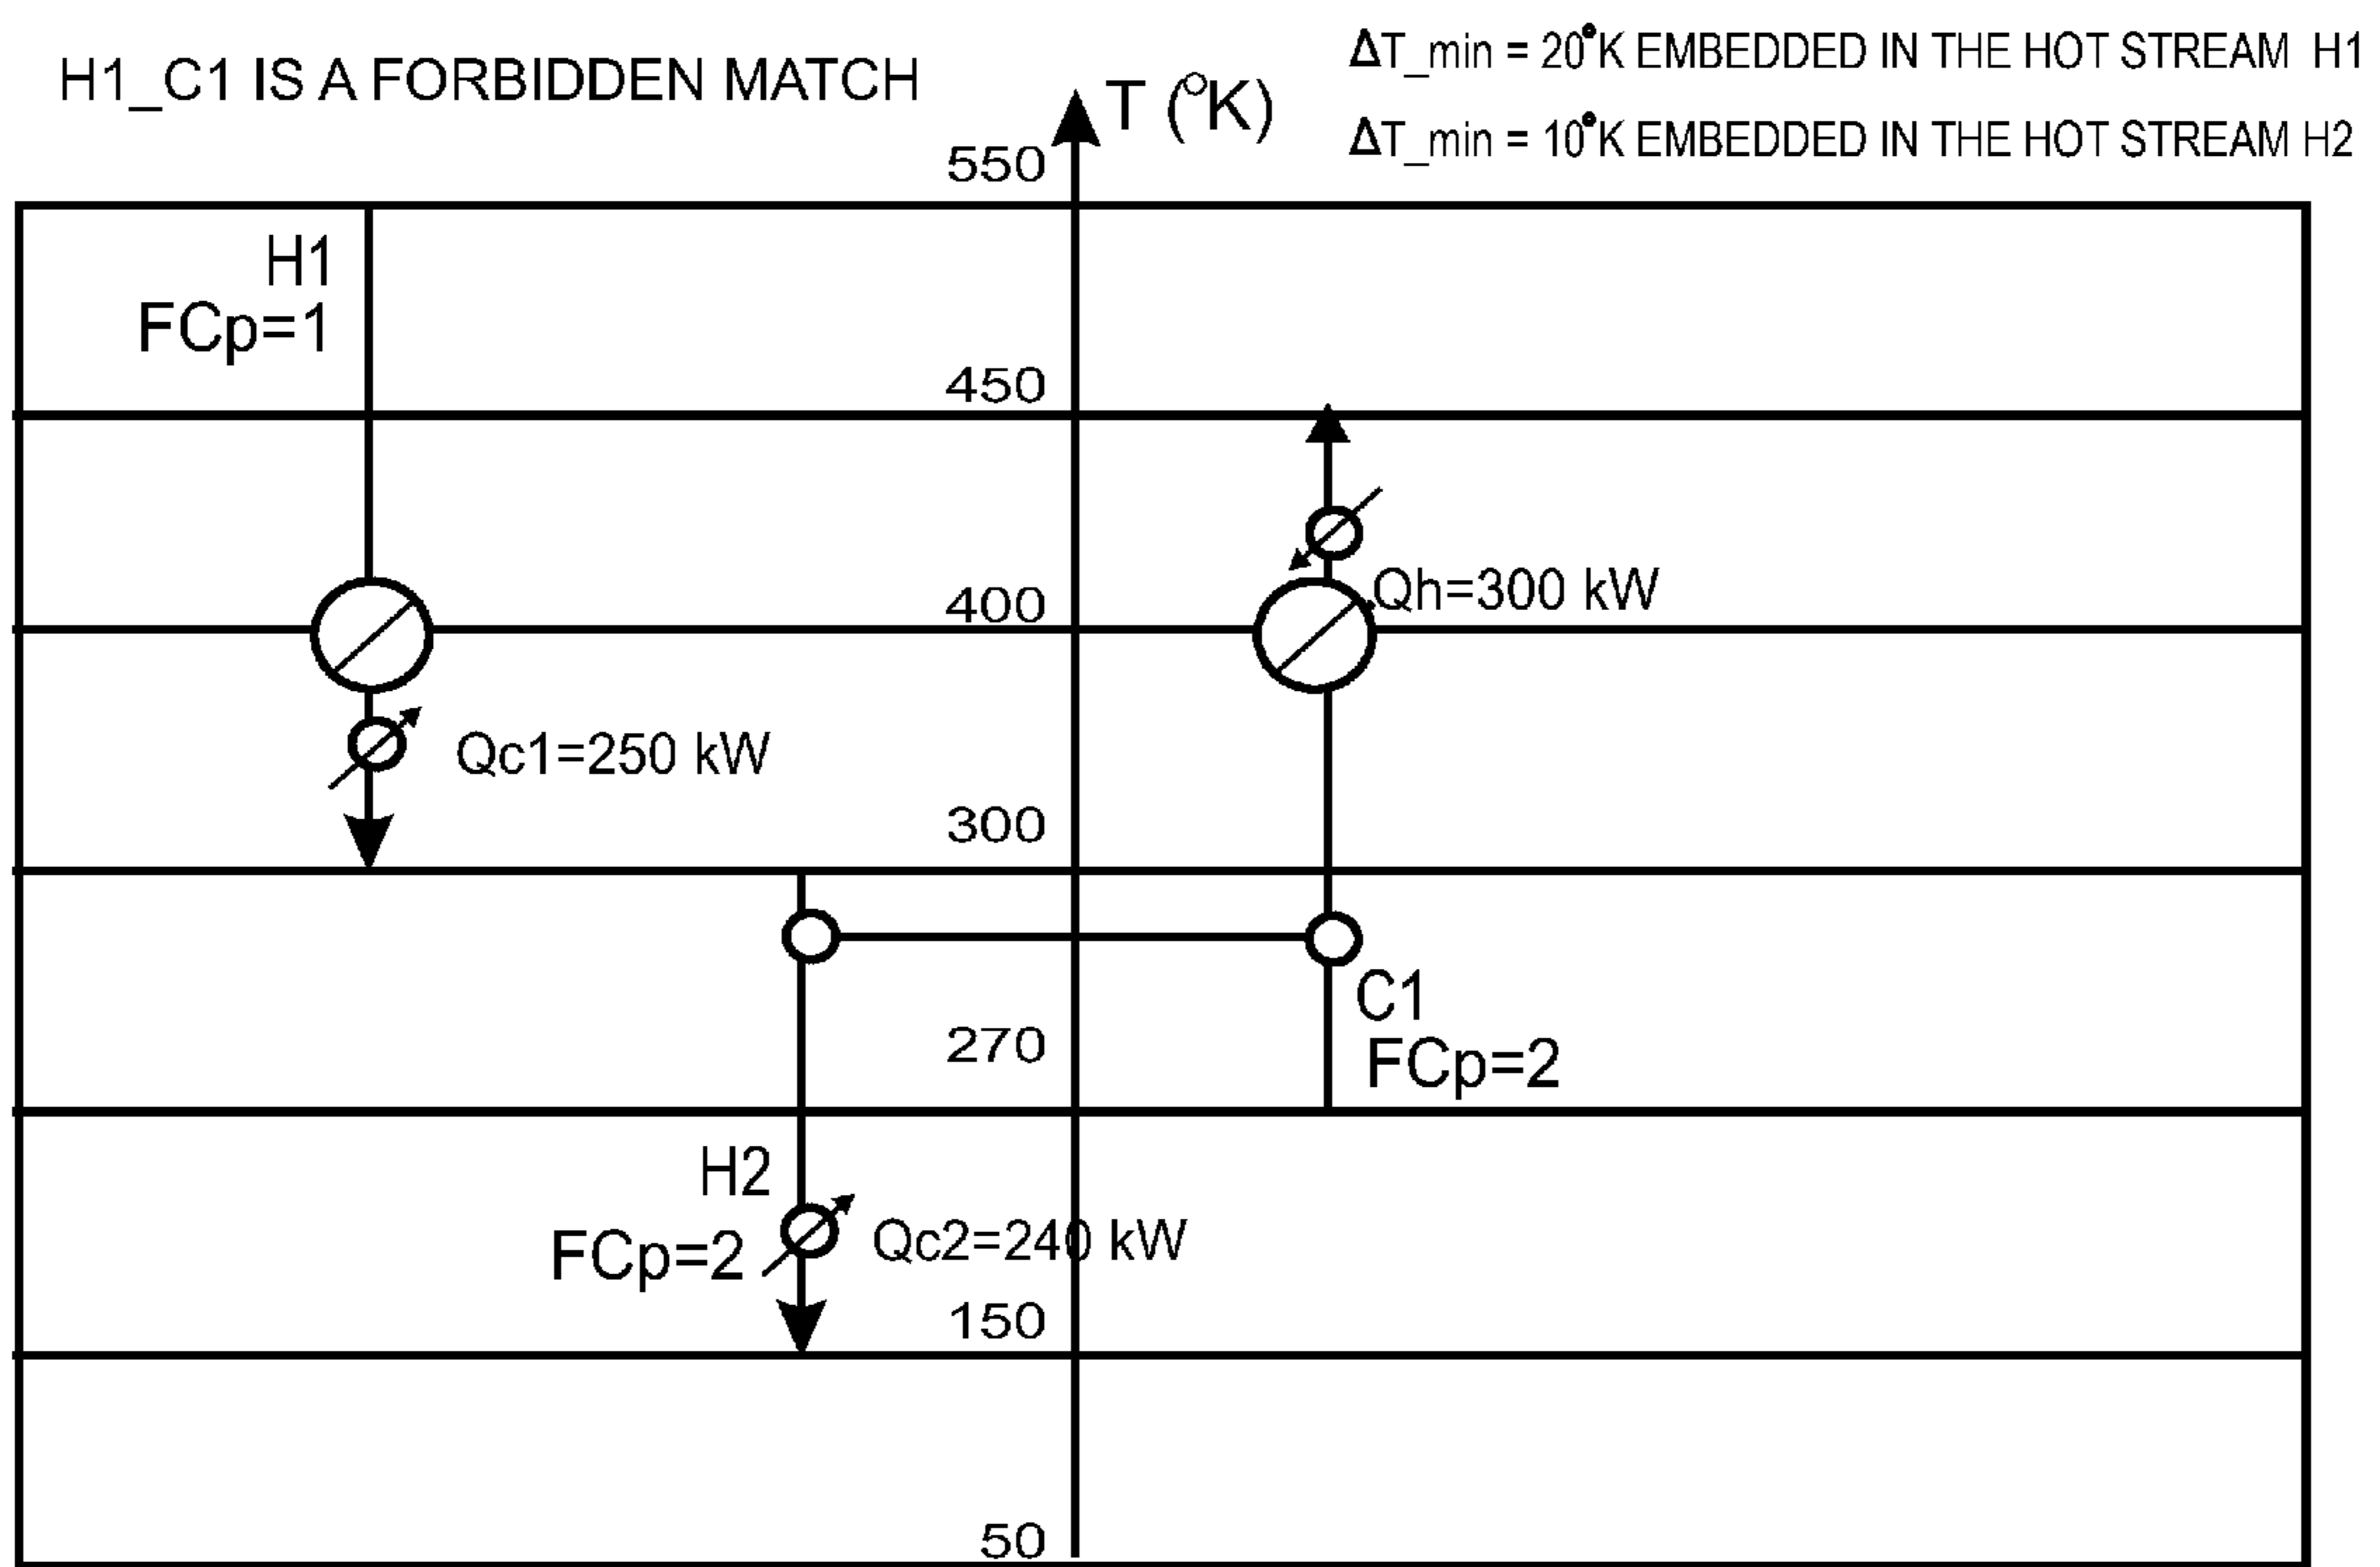 H1_C1 IS A FORBIDDEN MATCH
ΔT_min = 20°K EMBEDDED IN THE HOT STREAM H1
ΔT_min = 10°K EMBEDDED IN THE HOT STREAM H2
T (°K)
550
H1
FCp=1
450
400
Qh=300 kW
Qc1=250 kW
300
C1
FCp=2
270
H2
FCp=2
Qc2=240 kW
150
50